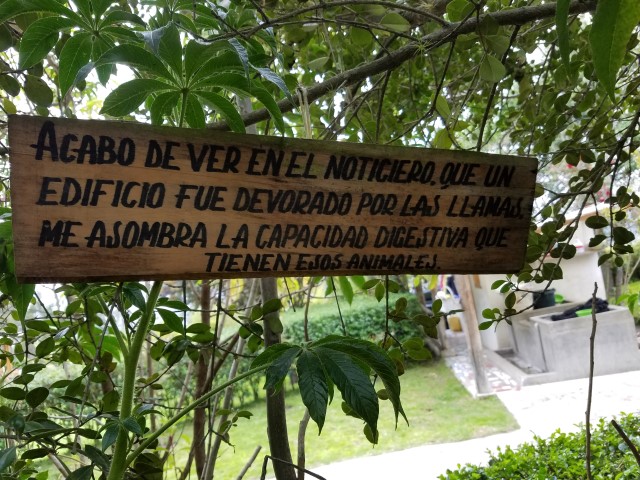 ACABO DE VER EN EL NOTICIERO, QUE UN
EDIFICIO FUE DEVORADO POR LAS LLAMAS,
ME ASOMBRA LA CAPACIDAD DIGESTIVA QUE
TIENEN ESOS ANIMALES.